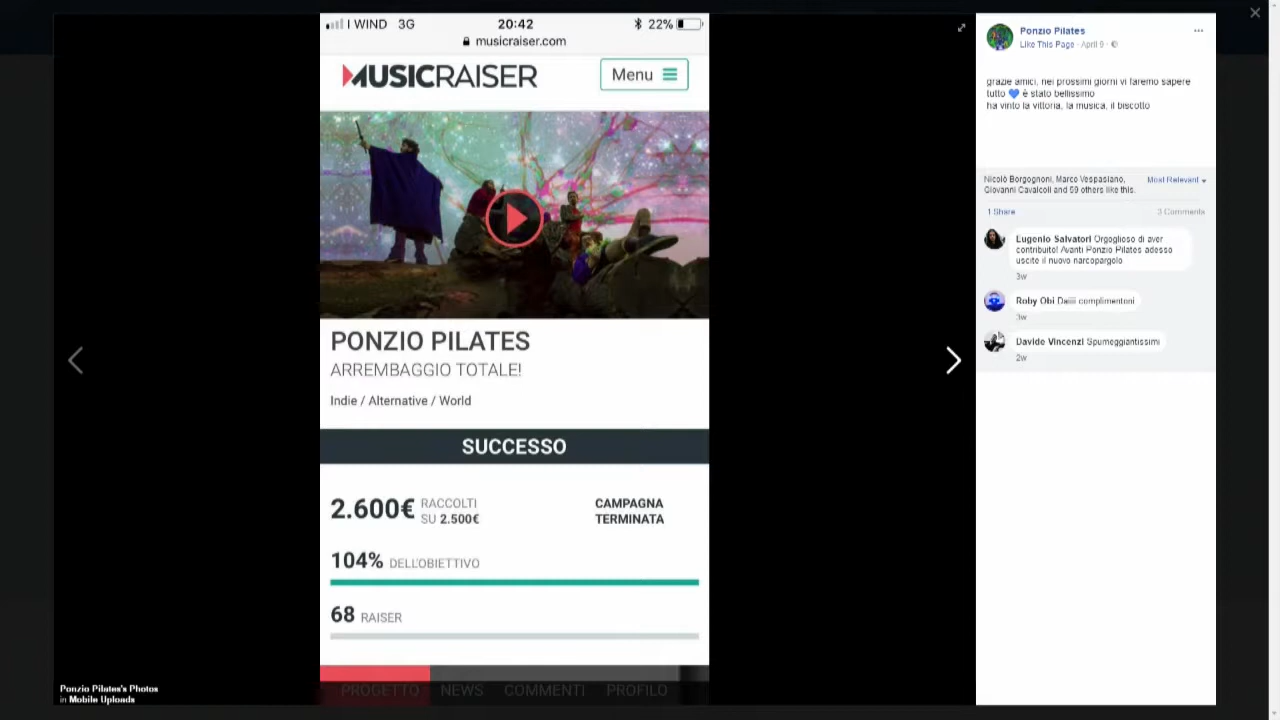 I WIND 3G 20:42 22%
musicraiser.com
MUSICRAISER
Menu
PONZIO PILATES
ARREMBAGGIO TOTALE!
Indie / Alternative / World
SUCCESSO
2.600€ RACCOLTI SU 2.500€
CAMPAGNA TERMINATA
104% DELL'OBIETTIVO
68 RAISER
PROGETTO NEWS COMMENTI PROFILO
Ponzio Pilates's Photos
in Mobile Uploads
Ponzio Pilates
Like This Page · April 9 ·
grazie amici, nei prossimi giorni vi faremo sapere
tutto 💙 è stato bellissimo
ha vinto la vittoria, la musica, il biscotto
Nicolò Borgognoni, Marco Vespasiano,
Giovanni Cavalcoli and 59 others like this.
Most Relevant
1 Share
3 Comments
Eugenio Salvatori Orgoglioso di aver
contribuito! Avanti Ponzio Pilates adesso
uscite il nuovo narcopargolo
3w
Roby Obi Daiiii complimentoni
3w
Davide Vincenzi Spumeggiantissimi
2w